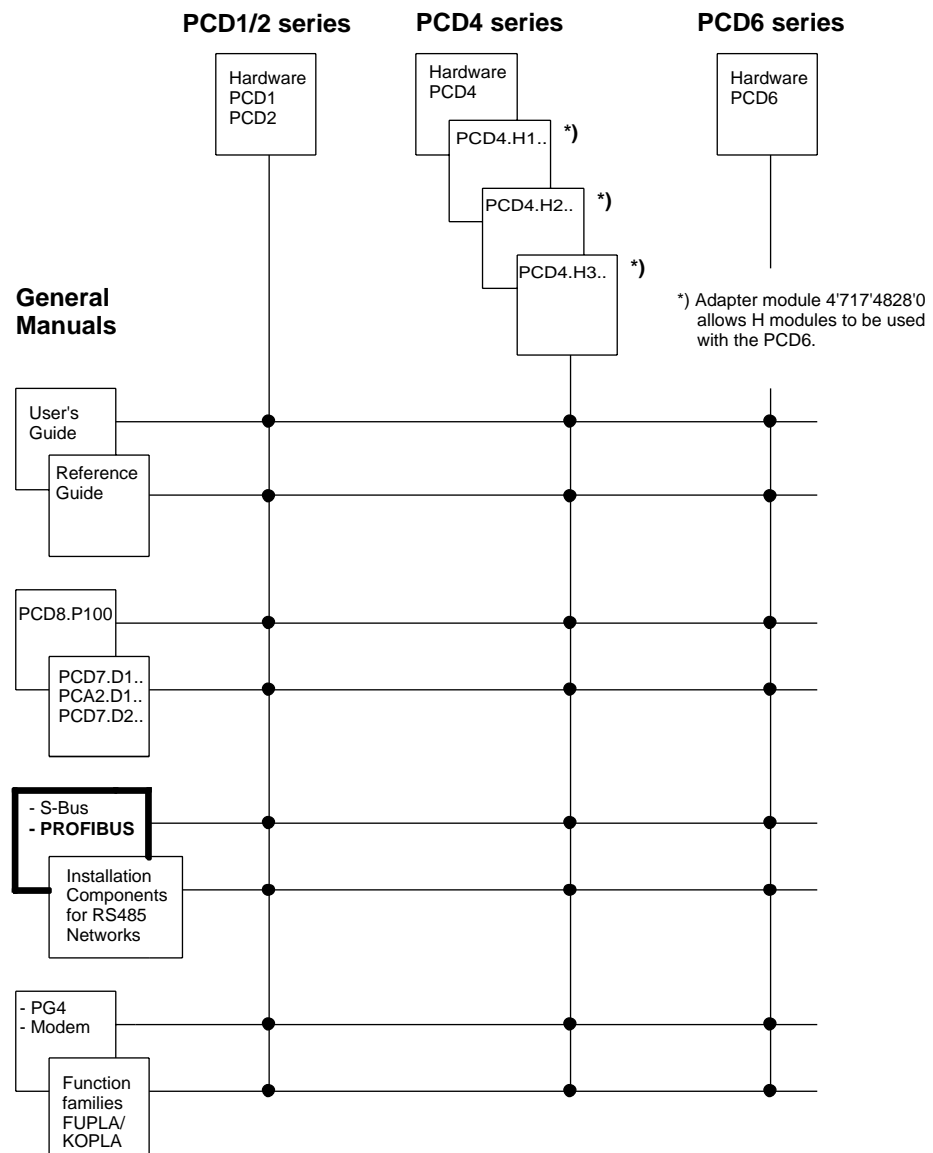 PCD1/2 series
PCD4 series
PCD6 series
Hardware
PCD1
PCD2
Hardware
PCD4
PCD4.H1..
*)
PCD4.H2..
*)
PCD4.H3..
*)
Hardware
PCD6
*) Adapter module 4'717'4828'0
allows H modules to be used
with the PCD6.
General
Manuals
User's
Guide
Reference
Guide
PCD8.P100
PCD7.D1..
PCA2.D1..
PCD7.D2..
- S-Bus
- PROFIBUS
Installation
Components
for RS485
Networks
- PG4
- Modem
Function
families
FUPLA/
KOPLA